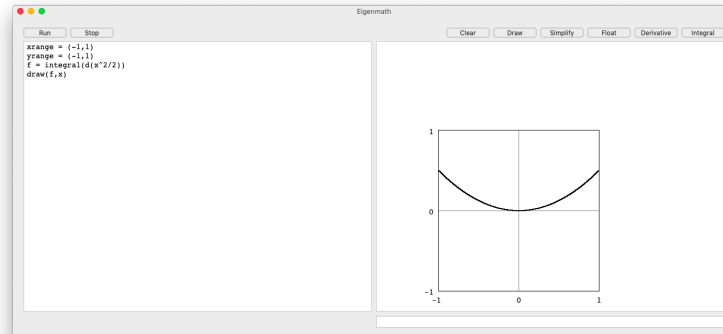 Eigenmath
Run Stop Clear Draw Simplify Float Derivative Integral
xrange = (-1,1)
yrange = (-1,1)
f = integral(d(x^2/2))
draw(f,x)
1
0
-1
-1 0 1